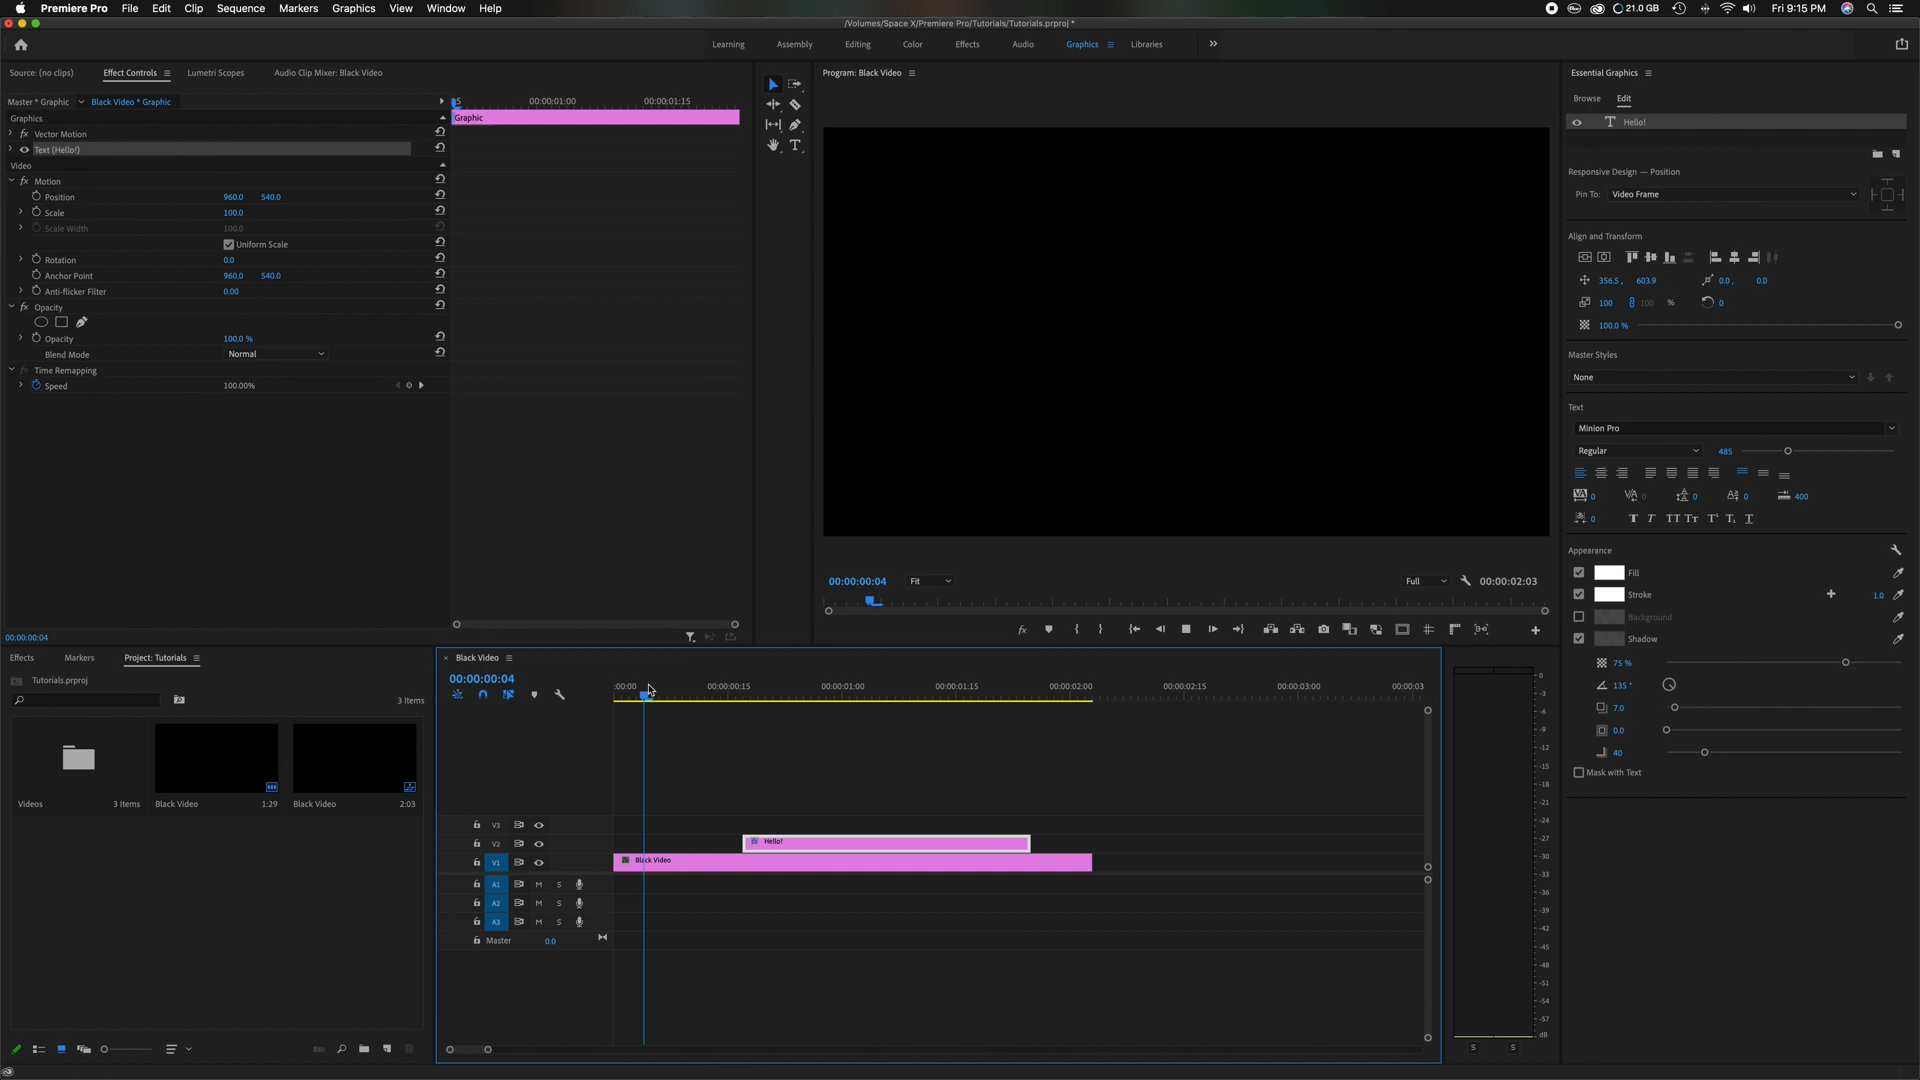 Premiere Pro File Edit Clip Sequence Markers Graphics View Window Help 21.0 GB Fri 9:15 PM
/Volumes/Space X/Premiere Pro/Tutorials/Tutorials.prproj *
Learning Assembly Editing Color Effects Audio Graphics Libraries
Source: (no clips) Effect Controls Lumetri Scopes Audio Clip Mixer: Black Video
Master * Graphic Black Video * Graphic
00:00:01:00 00:00:01:15
Graphics
Graphic
fx Vector Motion
Text (Hello!)
Video
fx Motion
Position 960.0 540.0
Scale 100.0
Scale Width 100.0
Uniform Scale
Rotation 0.0
Anchor Point 960.0 540.0
Anti-flicker Filter 0.00
fx Opacity
Opacity 100.0 %
Blend Mode Normal
fx Time Remapping
Speed 100.00%
00:00:00:04
Program: Black Video
00:00:00:04 Fit Full 00:00:02:03
Essential Graphics
Browse Edit
T Hello!
Responsive Design — Position
Pin To: Video Frame
Align and Transform
356.5 , 603.9 0.0 , 0.0
100 100 % 0
100.0 %
Master Styles
None
Text
Minion Pro
Regular 485
0 0 0 0 400
0
Appearance
Fill
Stroke 1.0
Background
Shadow
75 %
135 °
7.0
0.0
40
Mask with Text
Effects Markers Project: Tutorials
Tutorials.prproj
3 Items
Videos 3 Items Black Video 1:29 Black Video 2:03
Black Video
00:00:00:04
:00:00 00:00:00:15 00:00:01:00 00:00:01:15 00:00:02:00 00:00:02:15 00:00:03:00 00:00:03
V3
V2 Hello!
V1 Black Video
A1 M S
A2 M S
A3 M S
Master 0.0
0
-3
-6
-9
-12
-15
-18
-21
-24
-27
-30
-33
-36
-39
-42
-45
-48
-51
-54
-57
dB
S S